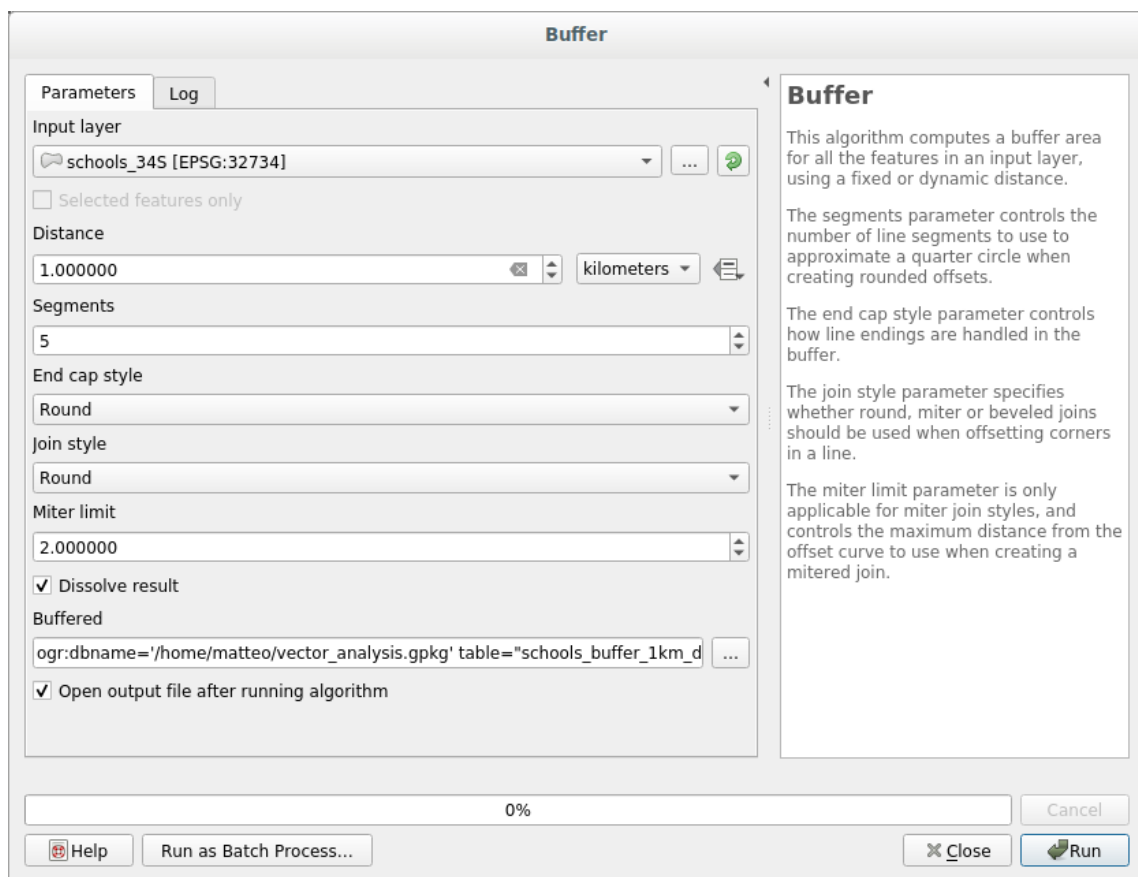 Buffer
Parameters
Log
Input layer
schools_34S [EPSG:32734]
...
Selected features only
Distance
1.000000
kilometers
Segments
5
End cap style
Round
Join style
Round
Miter limit
2.000000
Dissolve result
Buffered
ogr:dbname='/home/matteo/vector_analysis.gpkg' table="schools_buffer_1km_d
...
Open output file after running algorithm
Buffer
This algorithm computes a buffer area
for all the features in an input layer,
using a fixed or dynamic distance.
The segments parameter controls the
number of line segments to use to
approximate a quarter circle when
creating rounded offsets.
The end cap style parameter controls
how line endings are handled in the
buffer.
The join style parameter specifies
whether round, miter or beveled joins
should be used when offsetting corners
in a line.
The miter limit parameter is only
applicable for miter join styles, and
controls the maximum distance from the
offset curve to use when creating a
mitered join.
0%
Cancel
Help
Run as Batch Process...
Close
Run